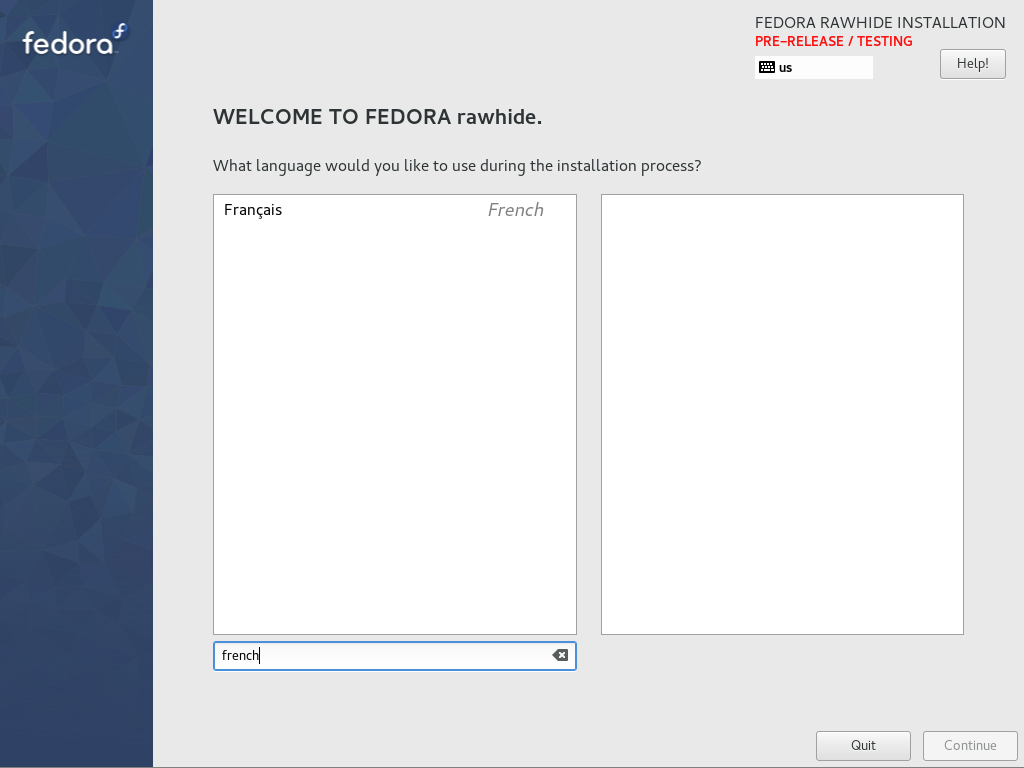 fedora
FEDORA RAWHIDE INSTALLATION
PRE-RELEASE / TESTING
us
Help!
WELCOME TO FEDORA rawhide.
What language would you like to use during the installation process?
Français French
french
Quit Continue